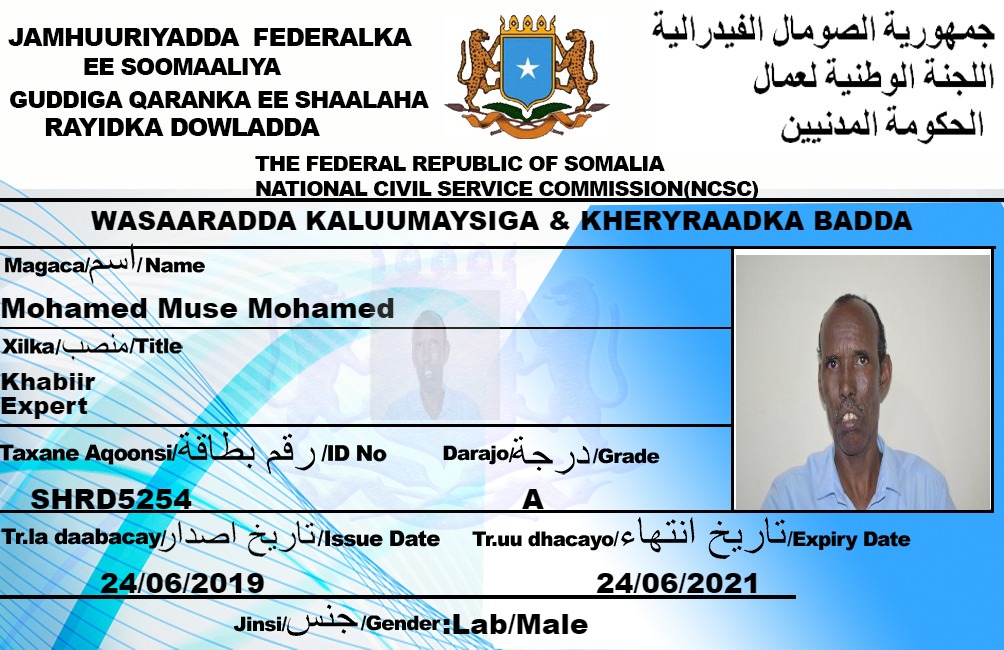 JAMHUURIYADDA FEDERALKA
EE SOOMAALIYA
GUDDIGA QARANKA EE SHAALAHA
RAYIDKA DOWLADDA
جمهورية الصومال الفيدرالية
اللجنة الوطنية لعمال
الحكومة المدنيين
THE FEDERAL REPUBLIC OF SOMALIA
NATIONAL CIVIL SERVICE COMMISSION(NCSC)
WASAARADDA KALUUMAYSIGA & KHERYRAADKA BADDA
Magaca/اسم/Name
Mohamed Muse Mohamed
Xilka/منصب/Title
Khabiir
Expert
Taxane Aqoonsi/رقم بطاقة/ID No
SHRD5254
Darajo/درجة/Grade
A
Tr.la daabacay/تاريخ اصدار/Issue Date
24/06/2019
Tr.uu dhacayo/تاريخ انتهاء/Expiry Date
24/06/2021
Jinsi/جنس/Gender:Lab/Male